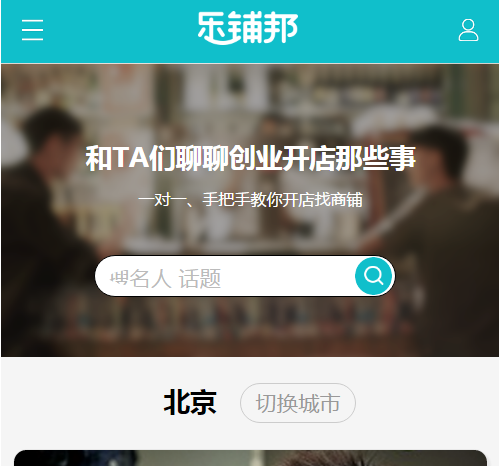 乐铺邦
和TA们聊聊创业开店那些事
一对一、手把手教你开店找商铺
搜名人 话题
北京 切换城市